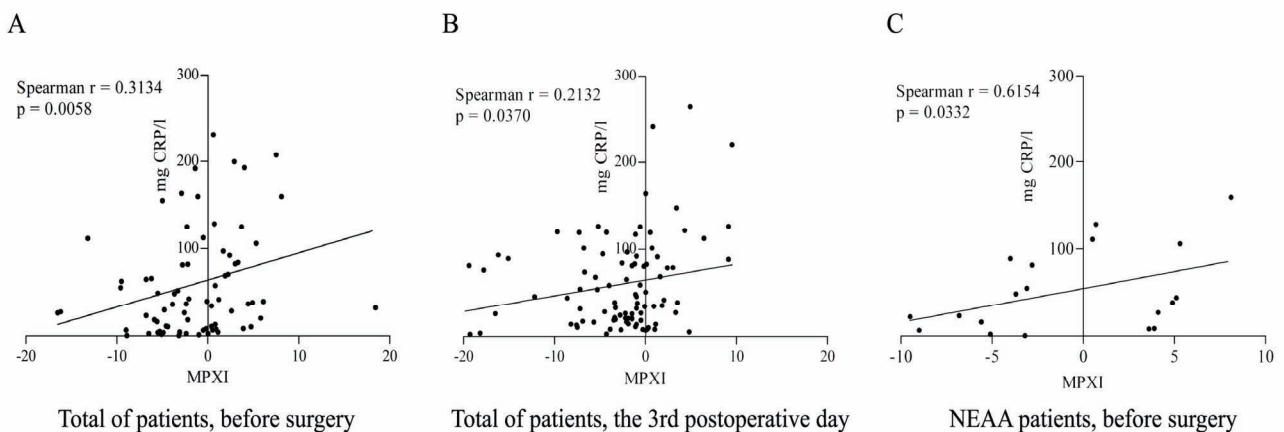 A
Spearman r = 0.3134
p = 0.0058
mg CRP/l
300
200
100
-20
-10
0
10
20
MPXI
Total of patients, before surgery
B
Spearman r = 0.2132
p = 0.0370
mg CRP/l
300
200
100
-20
-10
0
10
20
MPXI
Total of patients, the 3rd postoperative day
C
Spearman r = 0.6154
p = 0.0332
mg CRP/l
300
200
100
-10
-5
0
5
10
MPXI
NEAA patients, before surgery